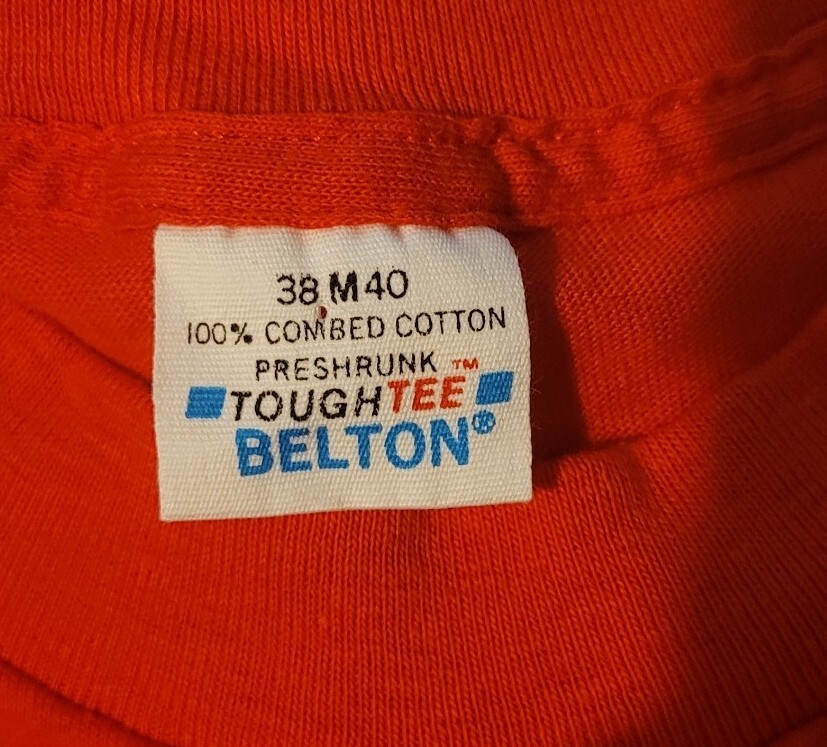 38 M 40
100% COMBED COTTON
PRESHRUNK
TOUGHTEE™
BELTON®